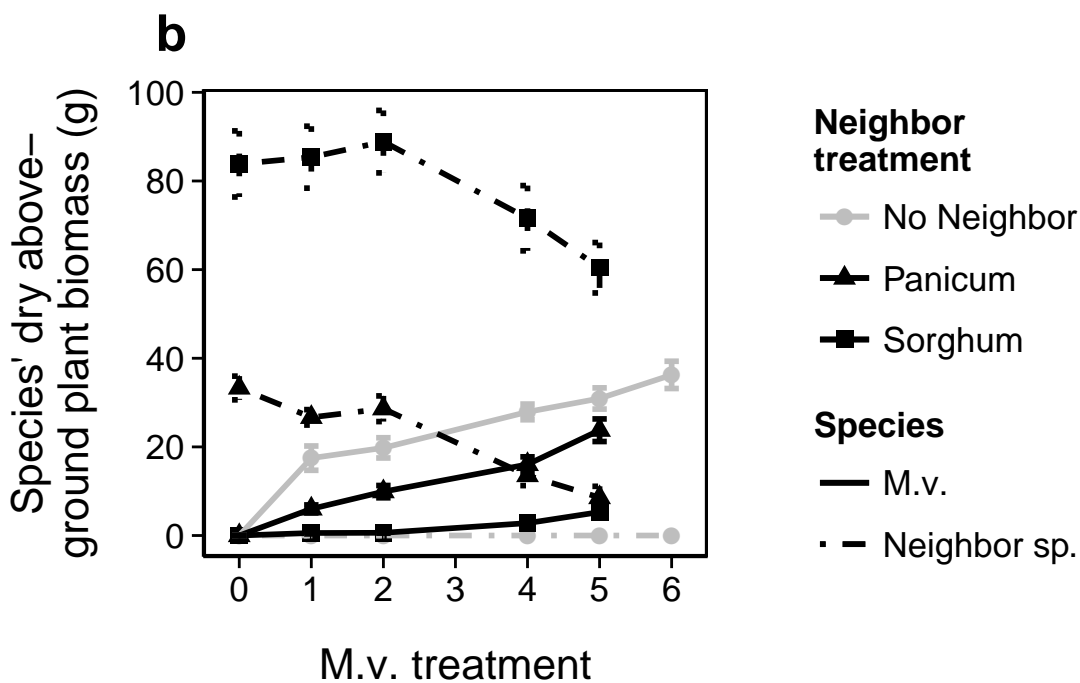 b
Species' dry above–
ground plant biomass (g)
100
80
60
40
20
0
0 1 2 3 4 5 6
M.v. treatment
Neighbor
treatment
No Neighbor
Panicum
Sorghum
Species
M.v.
Neighbor sp.